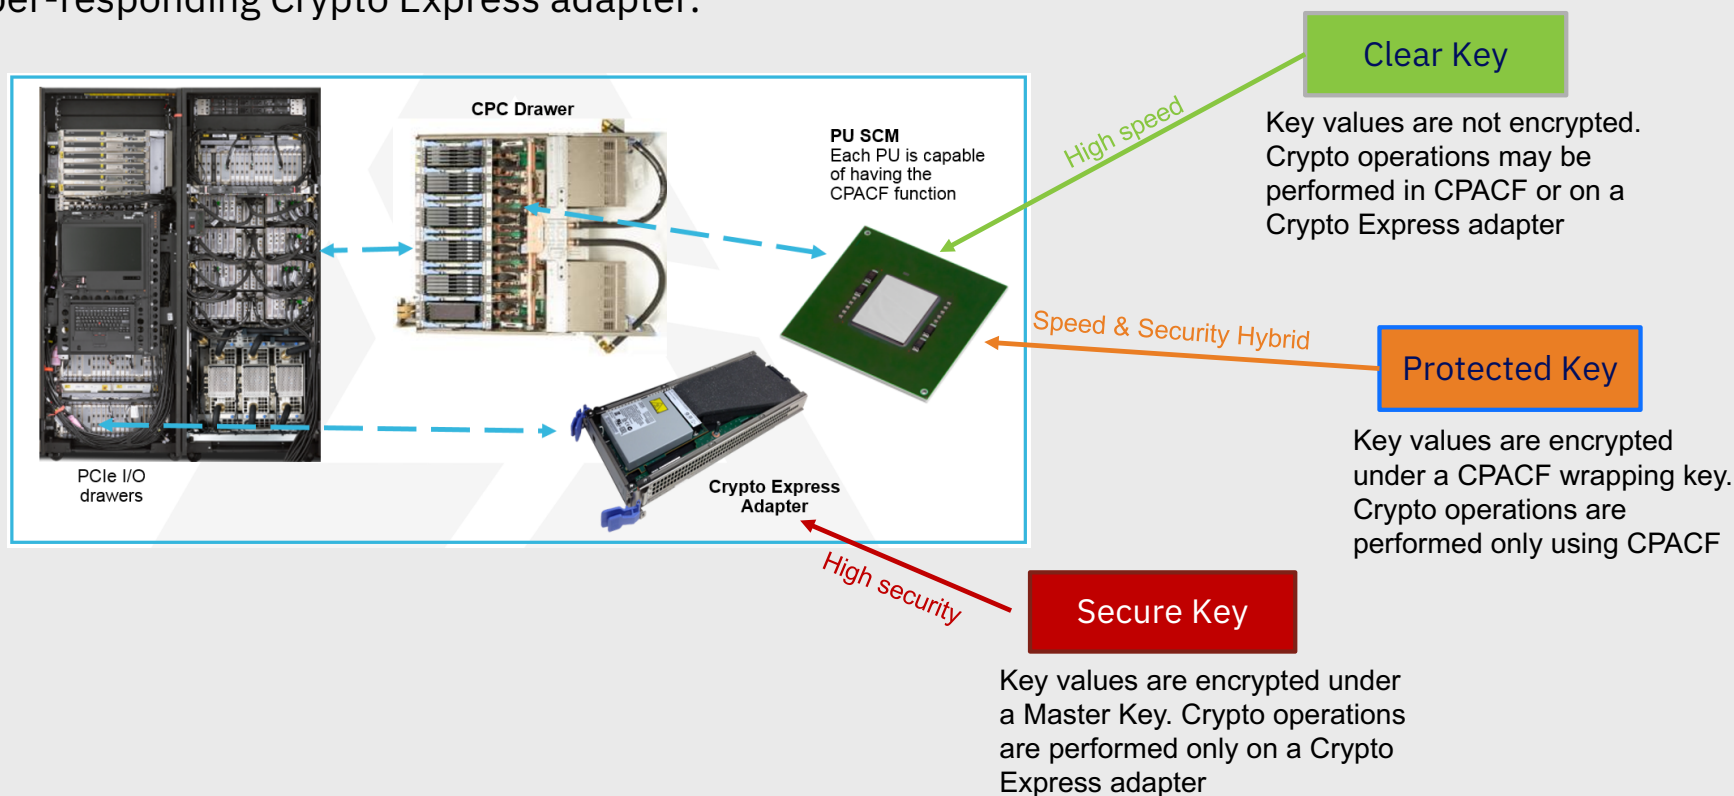 -responding Crypto Express adapter.
CPC Drawer
PU SCM
Each PU is capable
of having the
CPACF function
PCIe I/O
drawers
Crypto Express
Adapter
High speed
Clear Key
Key values are not encrypted.
Crypto operations may be
performed in CPACF or on a
Crypto Express adapter
Speed & Security Hybrid
Protected Key
Key values are encrypted
under a CPACF wrapping key.
Crypto operations are
performed only using CPACF
High security
Secure Key
Key values are encrypted under
a Master Key. Crypto operations
are performed only on a Crypto
Express adapter